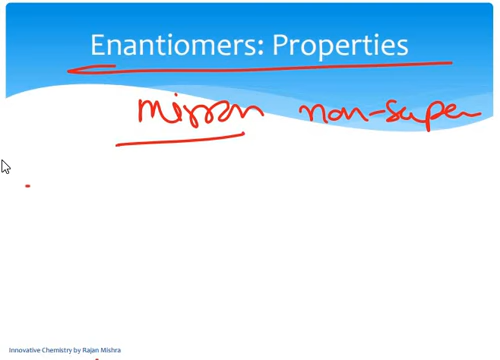 Enantiomers: Properties
mirror non-super
Innovative Chemistry by Rajan Mishra